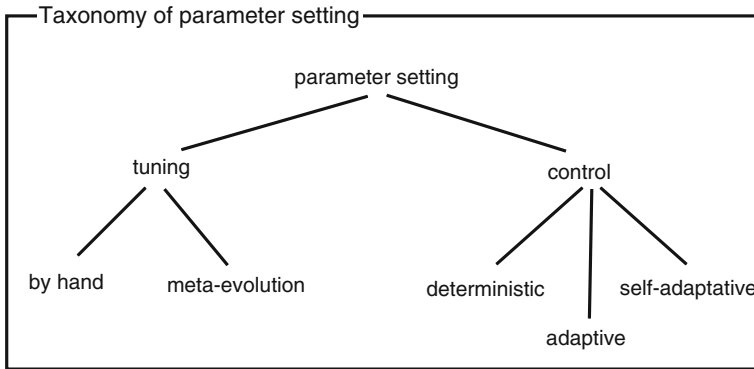 Taxonomy of parameter setting
parameter setting
tuning
control
by hand
meta-evolution
deterministic
self-adaptative
adaptive